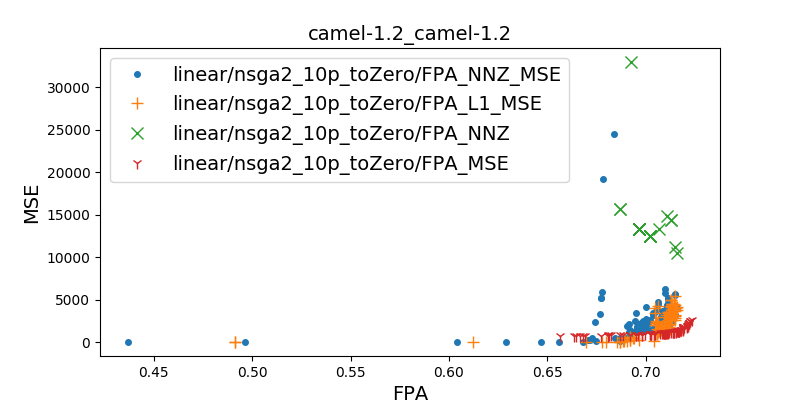 camel-1.2_camel-1.2
linear/nsga2_10p_toZero/FPA_NNZ_MSE
linear/nsga2_10p_toZero/FPA_L1_MSE
linear/nsga2_10p_toZero/FPA_NNZ
linear/nsga2_10p_toZero/FPA_MSE
MSE
30000
25000
20000
15000
10000
5000
0
0.45 0.50 0.55 0.60 0.65 0.70
FPA